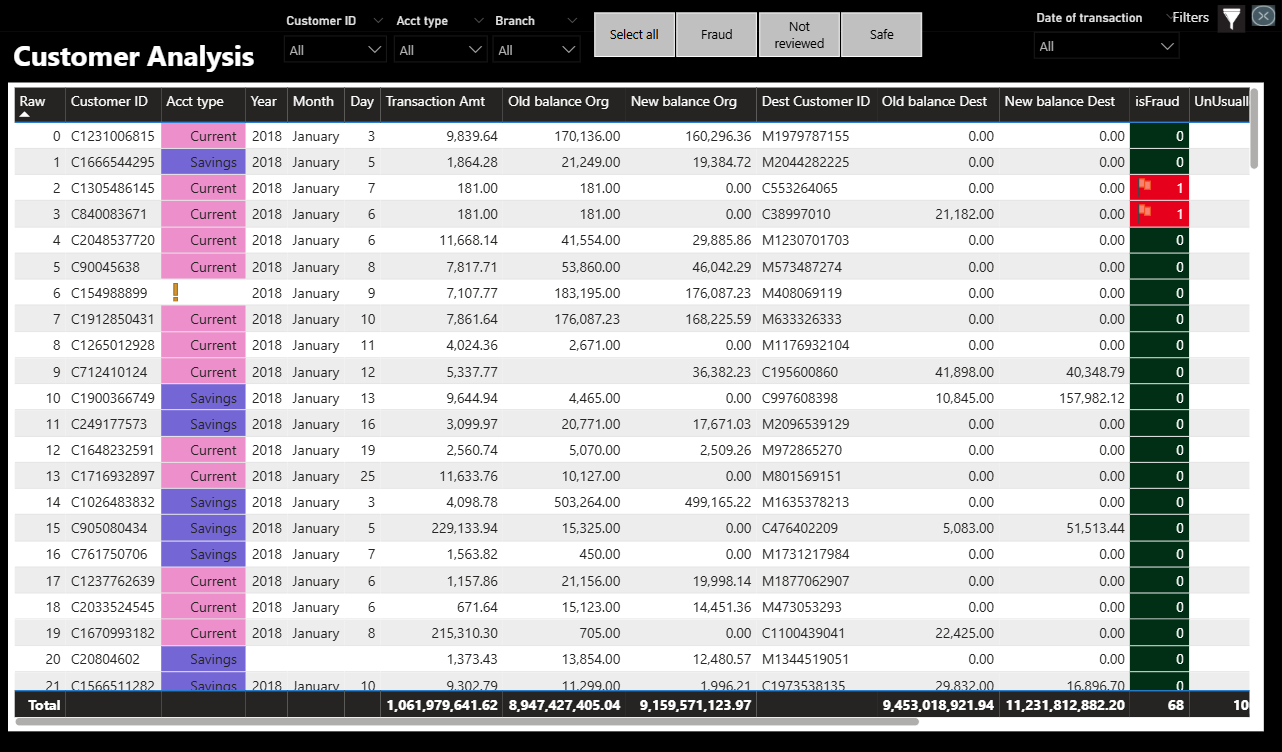 Customer ID Acct type Branch Date of transaction Filters
Customer Analysis All All All Select all Fraud Not reviewed Safe All
Raw Customer ID Acct type Year Month Day Transaction Amt Old balance Org New balance Org Dest Customer ID Old balance Dest New balance Dest isFraud UnUsuall
0 C1231006815 Current 2018 January 3 9,839.64 170,136.00 160,296.36 M1979787155 0.00 0.00 0
1 C1666544295 Savings 2018 January 5 1,864.28 21,249.00 19,384.72 M2044282225 0.00 0.00 0
2 C1305486145 Current 2018 January 7 181.00 181.00 0.00 C553264065 0.00 0.00 1
3 C840083671 Current 2018 January 6 181.00 181.00 0.00 C38997010 21,182.00 0.00 1
4 C2048537720 Current 2018 January 6 11,668.14 41,554.00 29,885.86 M1230701703 0.00 0.00 0
5 C90045638 Current 2018 January 8 7,817.71 53,860.00 46,042.29 M573487274 0.00 0.00 0
6 C154988899 2018 January 9 7,107.77 183,195.00 176,087.23 M408069119 0.00 0.00 0
7 C1912850431 Current 2018 January 10 7,861.64 176,087.23 168,225.59 M633326333 0.00 0.00 0
8 C1265012928 Current 2018 January 11 4,024.36 2,671.00 0.00 M1176932104 0.00 0.00 0
9 C712410124 Current 2018 January 12 5,337.77 36,382.23 C195600860 41,898.00 40,348.79 0
10 C1900366749 Savings 2018 January 13 9,644.94 4,465.00 0.00 C997608398 10,845.00 157,982.12 0
11 C249177573 Savings 2018 January 16 3,099.97 20,771.00 17,671.03 M2096539129 0.00 0.00 0
12 C1648232591 Current 2018 January 19 2,560.74 5,070.00 2,509.26 M972865270 0.00 0.00 0
13 C1716932897 Current 2018 January 25 11,633.76 10,127.00 0.00 M801569151 0.00 0.00 0
14 C1026483832 Savings 2018 January 3 4,098.78 503,264.00 499,165.22 M1635378213 0.00 0.00 0
15 C905080434 Savings 2018 January 5 229,133.94 15,325.00 0.00 C476402209 5,083.00 51,513.44 0
16 C761750706 Savings 2018 January 7 1,563.82 450.00 0.00 M1731217984 0.00 0.00 0
17 C1237762639 Current 2018 January 6 1,157.86 21,156.00 19,998.14 M1877062907 0.00 0.00 0
18 C2033524545 Current 2018 January 6 671.64 15,123.00 14,451.36 M473053293 0.00 0.00 0
19 C1670993182 Current 2018 January 8 215,310.30 705.00 0.00 C1100439041 22,425.00 0.00 0
20 C20804602 Savings 1,373.43 13,854.00 12,480.57 M1344519051 0.00 0.00 0
21 C1566511282 Savings 2018 January 10 9,302.79 11,299.00 1,996.21 C1973538135 29,832.00 16,896.70 0
Total 1,061,979,641.62 8,947,427,405.04 9,159,571,123.97 9,453,018,921.94 11,231,812,882.20 68 10